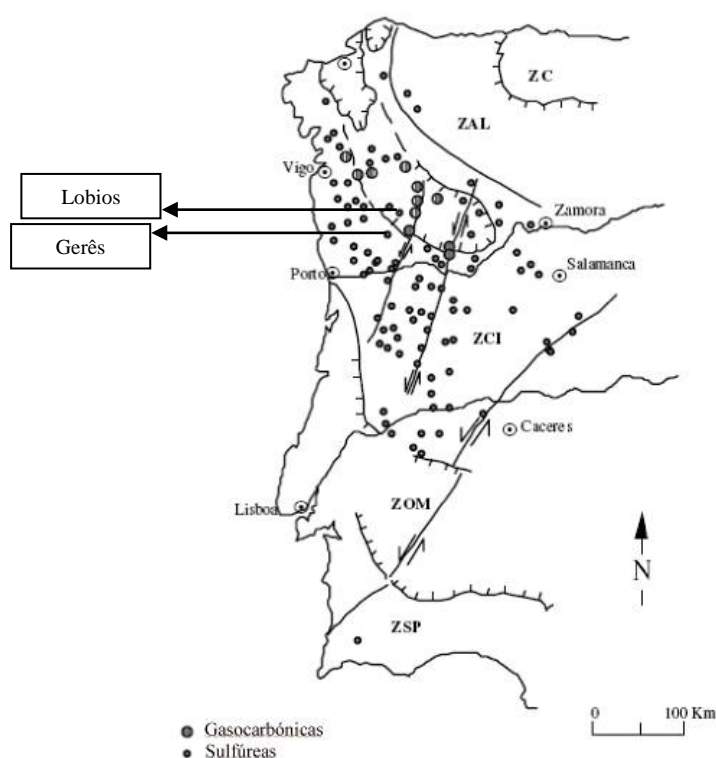 ZC
ZAL
Vigo
Lobios
Zamora
Gerês
Salamanca
Porto
ZCI
Caceres
Lisboa
ZOM
N
ZSP
0 100 Km
Gasocarbónicas
Sulfúreas